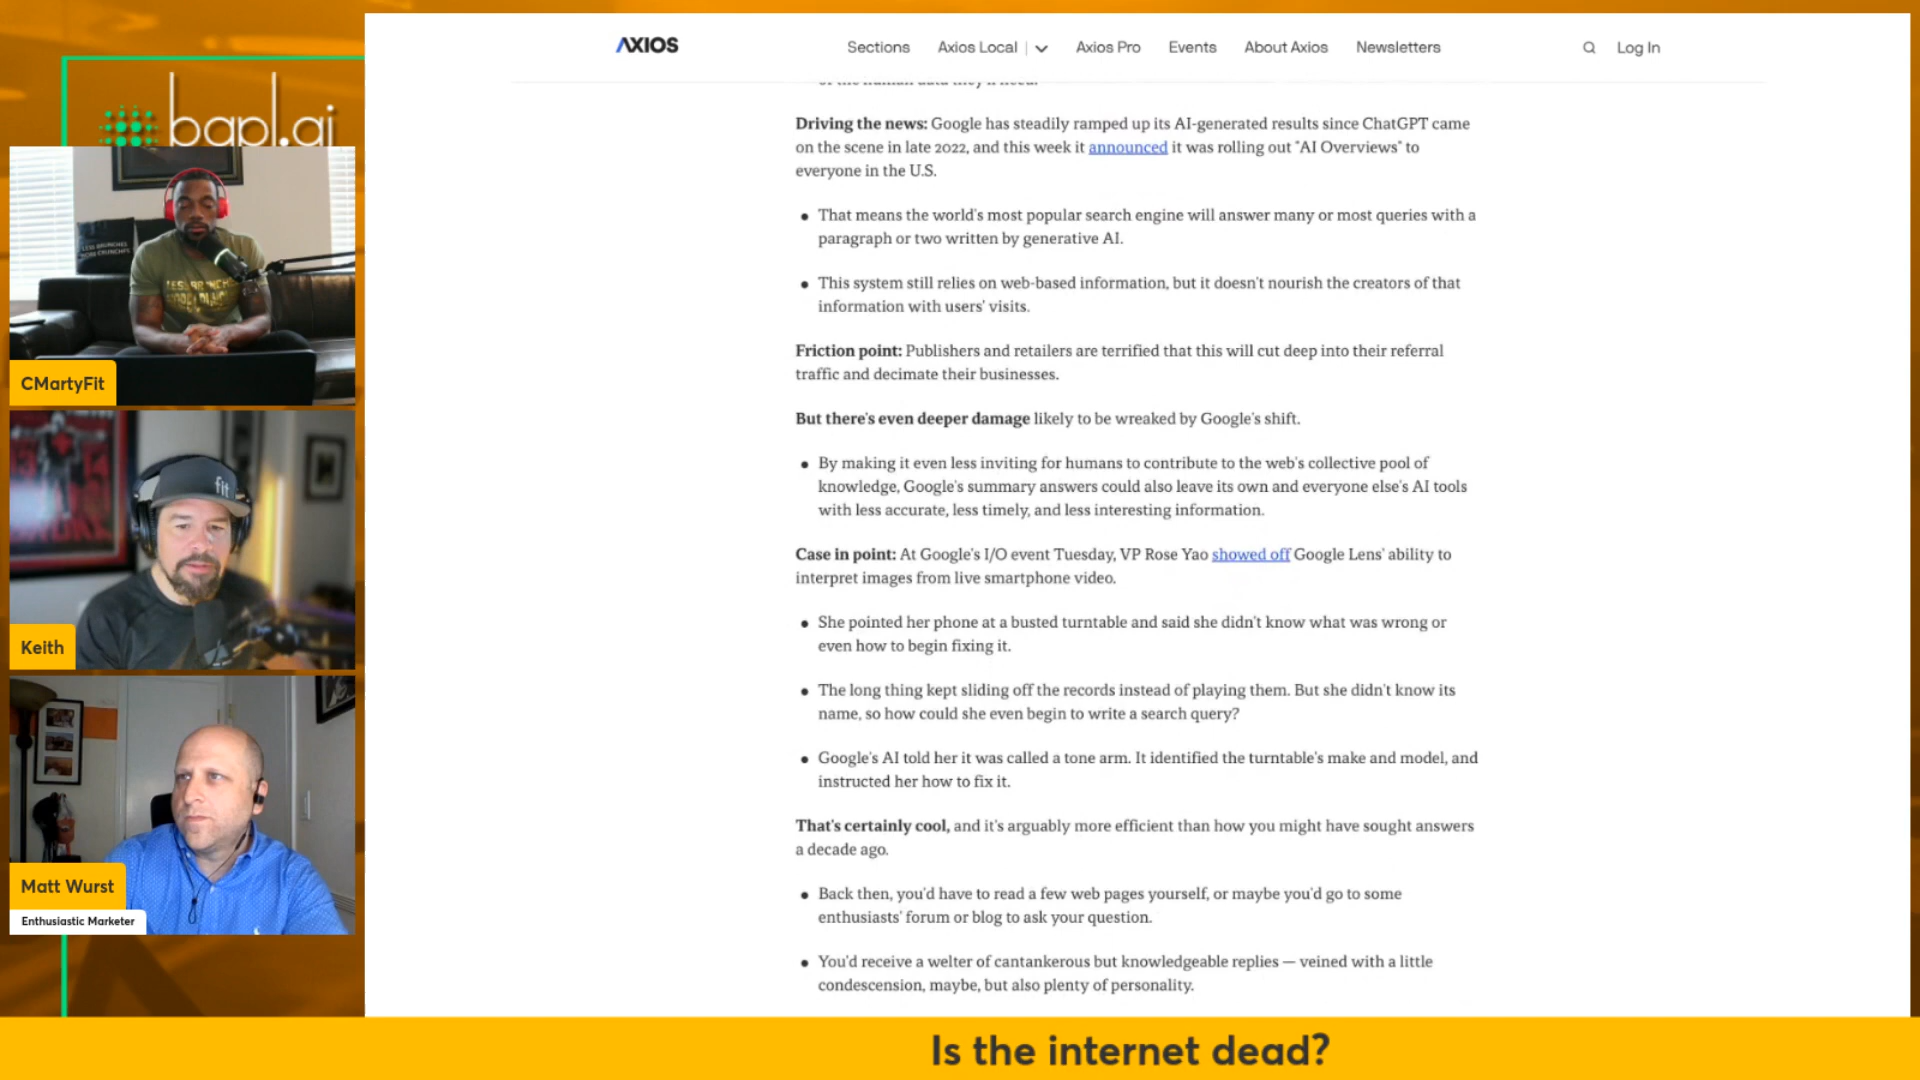 AXIOS
Sections
Axios Local
Axios Pro
Events
About Axios
Newsletters
Log In
bapl.ai
of the human data they'll need.
Driving the news: Google has steadily ramped up its AI-generated results since ChatGPT came
on the scene in late 2022, and this week it announced it was rolling out "AI Overviews" to
everyone in the U.S.
That means the world's most popular search engine will answer many or most queries with a
paragraph or two written by generative AI.
This system still relies on web-based information, but it doesn't nourish the creators of that
information with users' visits.
Friction point: Publishers and retailers are terrified that this will cut deep into their referral
traffic and decimate their businesses.
But there's even deeper damage likely to be wreaked by Google's shift.
By making it even less inviting for humans to contribute to the web's collective pool of
knowledge, Google's summary answers could also leave its own and everyone else's AI tools
with less accurate, less timely, and less interesting information.
Case in point: At Google's I/O event Tuesday, VP Rose Yao showed off Google Lens' ability to
interpret images from live smartphone video.
She pointed her phone at a busted turntable and said she didn't know what was wrong or
even how to begin fixing it.
The long thing kept sliding off the records instead of playing them. But she didn't know its
name, so how could she even begin to write a search query?
Google's AI told her it was called a tone arm. It identified the turntable's make and model, and
instructed her how to fix it.
That's certainly cool, and it's arguably more efficient than how you might have sought answers
a decade ago.
Back then, you'd have to read a few web pages yourself, or maybe you'd go to some
enthusiasts' forum or blog to ask your question.
You'd receive a welter of cantankerous but knowledgeable replies — veined with a little
condescension, maybe, but also plenty of personality.
CMartyFit
fit
Keith
Matt Wurst
Enthusiastic Marketer
Is the internet dead?